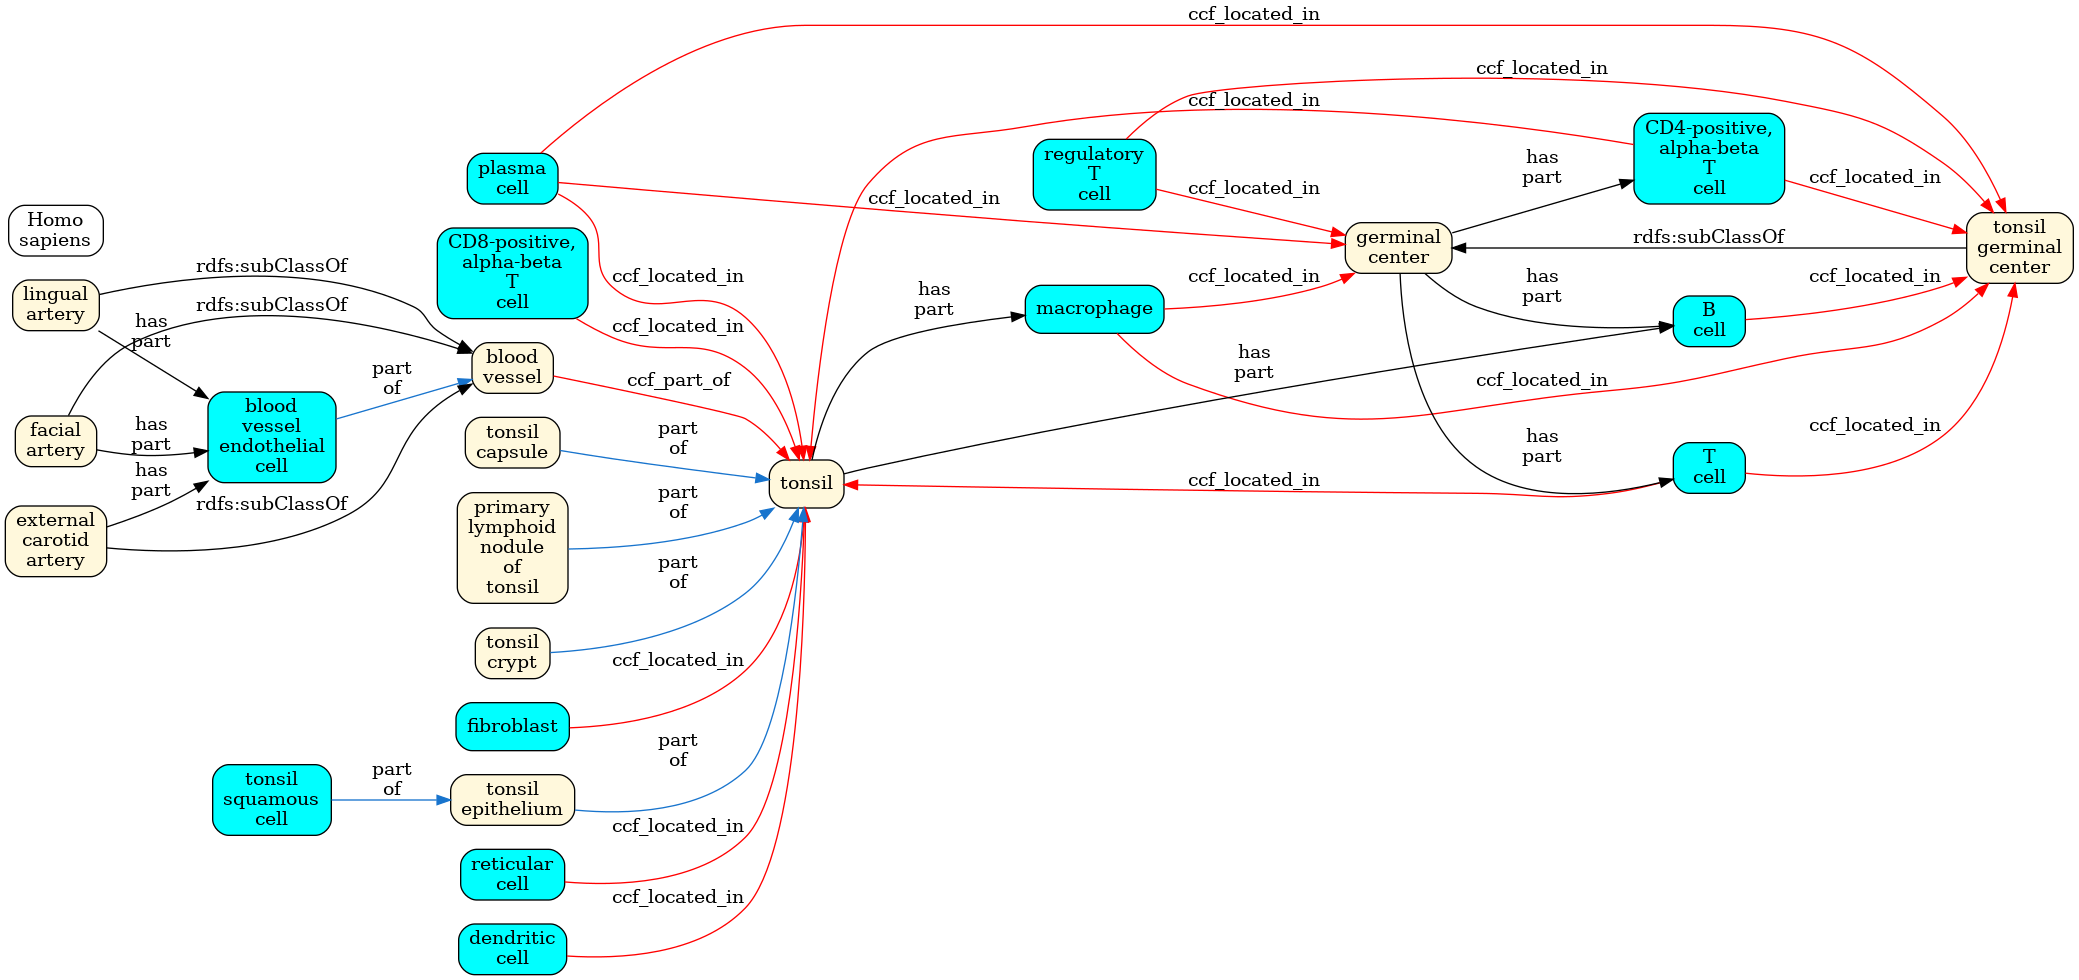 ccf_located_in
ccf_located_in
ccf_located_in
plasma
cell
regulatory
T
cell
CD4-positive,
alpha-beta
T
cell
has
part
ccf_located_in
ccf_located_in
ccf_located_in
Homo
sapiens
CD8-positive,
alpha-beta
T
cell
germinal
center
rdfs:subClassOf
tonsil
germinal
center
lingual
artery
rdfs:subClassOf
rdfs:subClassOf
has
part
ccf_located_in
ccf_located_in
has
part
macrophage
ccf_located_in
has
part
B
cell
ccf_located_in
blood
vessel
part
of
ccf_part_of
has
part
ccf_located_in
facial
artery
has
part
blood
vessel
endothelial
cell
tonsil
capsule
part
of
has
part
ccf_located_in
has
part
rdfs:subClassOf
external
carotid
artery
primary
lymphoid
nodule
of
tonsil
part
of
tonsil
ccf_located_in
T
cell
part
of
tonsil
crypt
ccf_located_in
fibroblast
part
of
tonsil
squamous
cell
part
of
tonsil
epithelium
ccf_located_in
reticular
cell
ccf_located_in
dendritic
cell